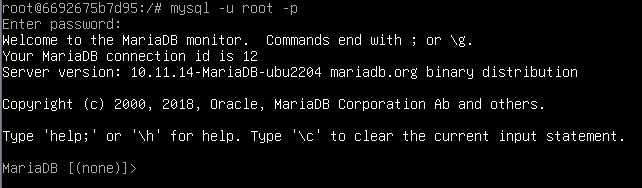 root@6692675b7d95:/# mysql -u root -p
Enter password:
Welcome to the MariaDB monitor.  Commands end with ; or \g.
Your MariaDB connection id is 12
Server version: 10.11.14-MariaDB-ubu2204 mariadb.org binary distribution

Copyright (c) 2000, 2018, Oracle, MariaDB Corporation Ab and others.

Type 'help;' or '\h' for help. Type '\c' to clear the current input statement.

MariaDB [(none)]>